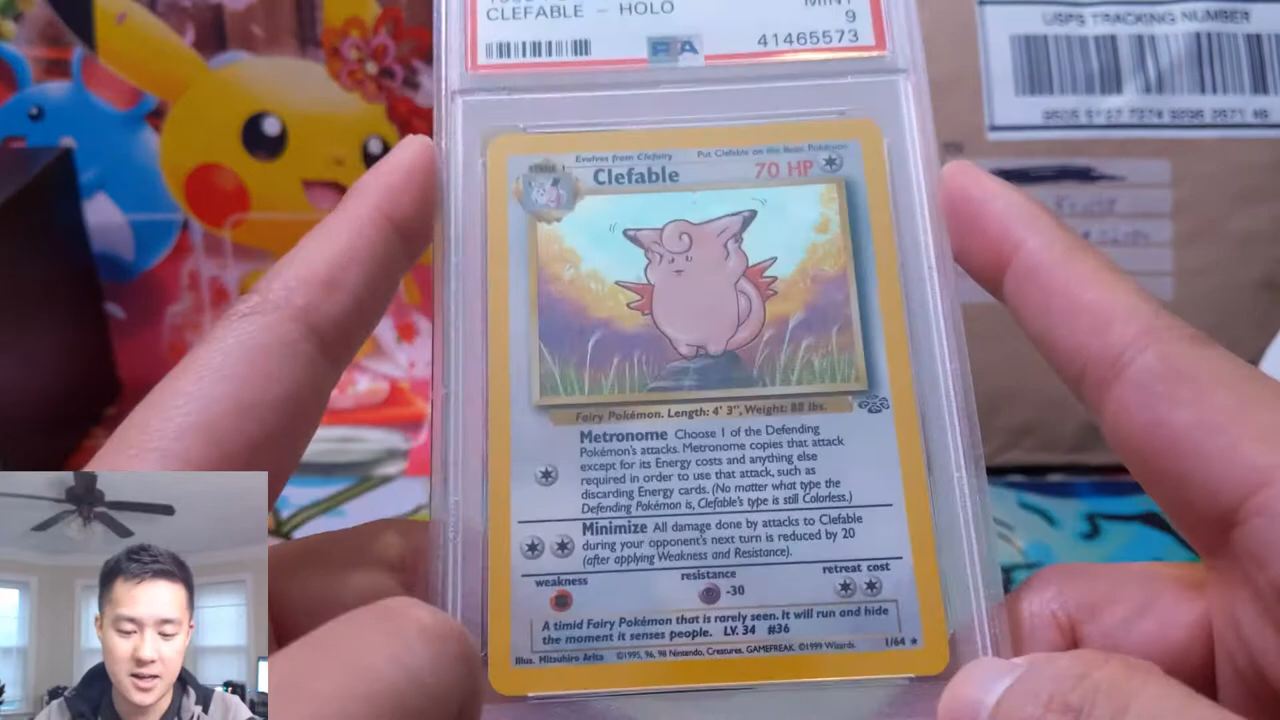 CLEFABLE - HOLO
MINT
9
PSA
41465573
USPS TRACKING NUMBER
STAGE 1
Evolves from Clefairy
Put Clefable on the Basic Pokémon
Clefable
70 HP
Fairy Pokémon. Length: 4' 3", Weight: 88 lbs.
Metronome Choose 1 of the Defending
Pokémon's attacks. Metronome copies that attack
except for its Energy costs and anything else
required in order to use that attack, such as
discarding Energy cards. (No matter what type the
Defending Pokémon is, Clefable's type is still Colorless.)
Minimize All damage done by attacks to Clefable
during your opponent's next turn is reduced by 20
(after applying Weakness and Resistance).
weakness
resistance
retreat cost
-30
A timid Fairy Pokémon that is rarely seen. It will run and hide
the moment it senses people. LV. 34 #36
Illus. Mitsuhiro Arita ©1995, 96, 98 Nintendo, Creatures, GAMEFREAK. ©1999 Wizards. 1/64 ★